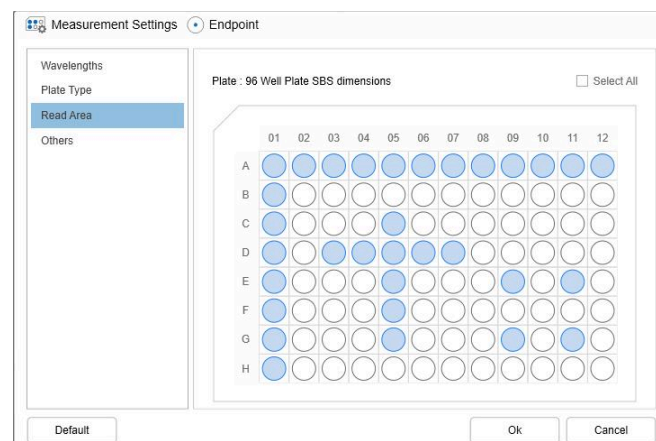 Measurement Settings Endpoint
Wavelengths
Plate Type
Read Area
Others
Plate : 96 Well Plate SBS dimensions Select All
01 02 03 04 05 06 07 08 09 10 11 12
A
B
C
D
E
F
G
H
Default Ok Cancel